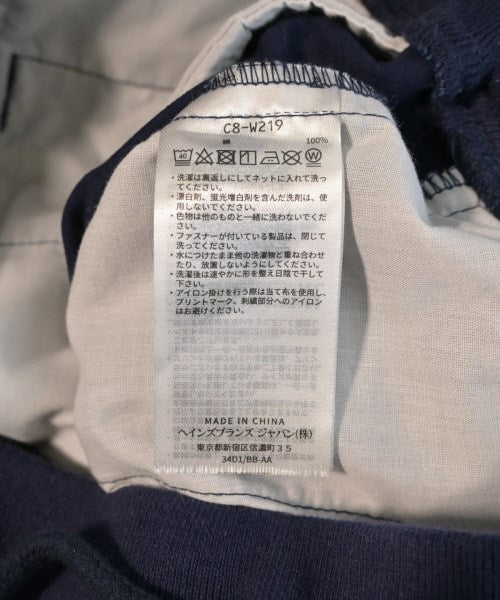 C8-W219
100%
40
・洗濯は裏返しにしてネットに入れて洗っ
てください。
・漂白剤、蛍光増白剤を含んだ洗剤は、使
用しないでください。
・色物は他のものと一緒に洗わないでくだ
さい。
・ファスナーが付いている製品は、閉じて
洗ってください。
・水につけたまま他の洗濯物と重ね合わせ
たり、放置しないようにしてください。
・洗濯後は速やかに形を整え日陰で干して
下さい。
・アイロン掛けを行う際は当て布を使用し、
プリントマーク、刺繍部分へのアイロン
はお避けください。
MADE IN CHINA
ヘインズブランズ ジャパン(株)
東京都新宿区信濃町35
34D1/BB-AA